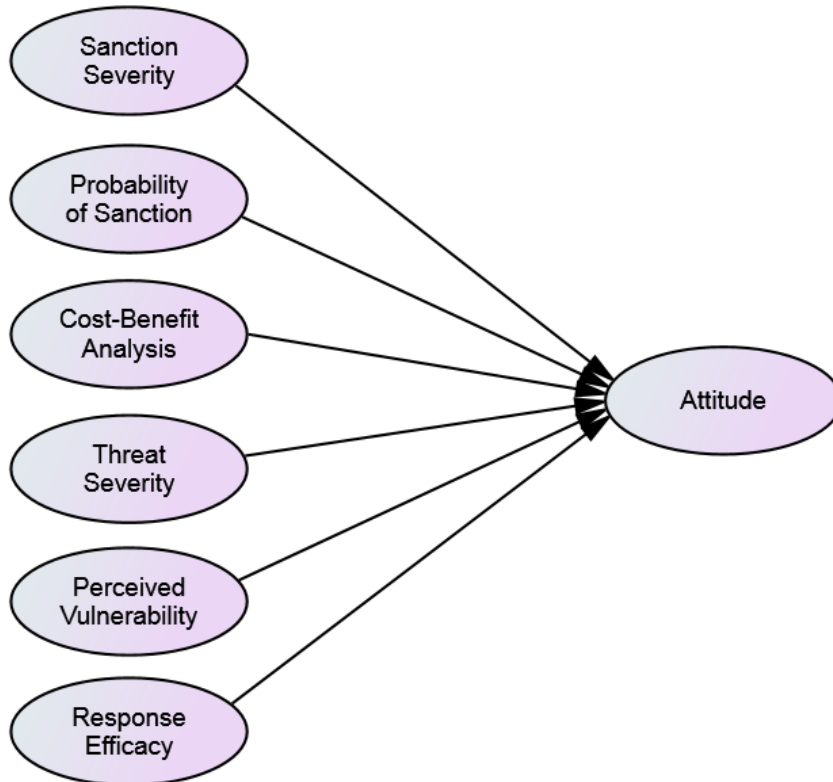 Sanction
Severity
Probability
of Sanction
Cost-Benefit
Analysis
Threat
Severity
Perceived
Vulnerability
Response
Efficacy
Attitude